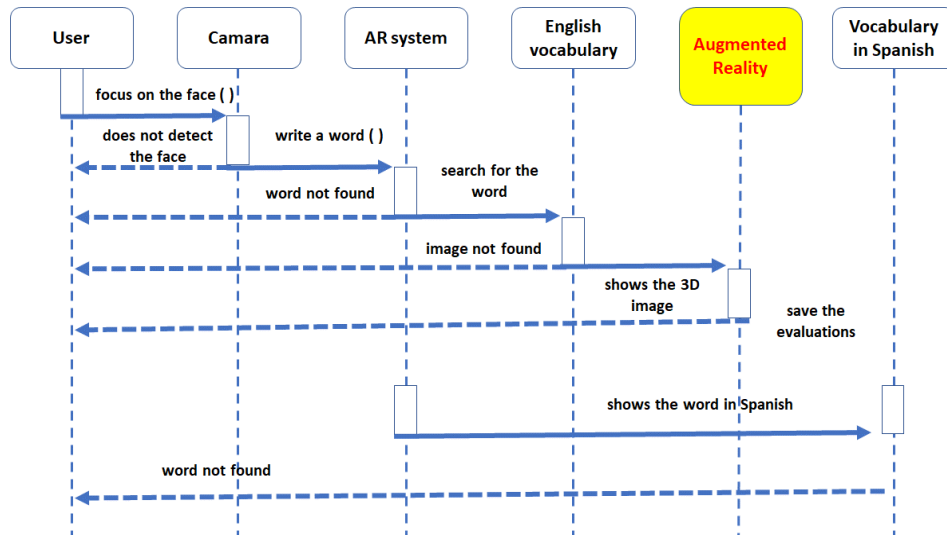 User
Camara
AR system
English
vocabulary
Augmented
Reality
Vocabulary
in Spanish
focus on the face ( )
does not detect
the face
write a word ( )
word not found
search for the
word
image not found
shows the 3D
image
save the
evaluations
shows the word in Spanish
word not found